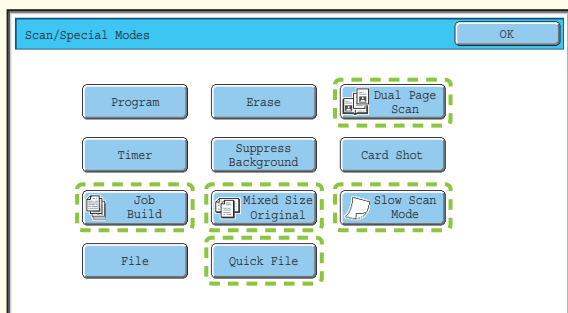 Scan/Special Modes
OK
Program
Erase
Dual Page
Scan
Timer
Suppress
Background
Card Shot
Job
Build
Mixed Size
Original
Slow Scan
Mode
File
Quick File